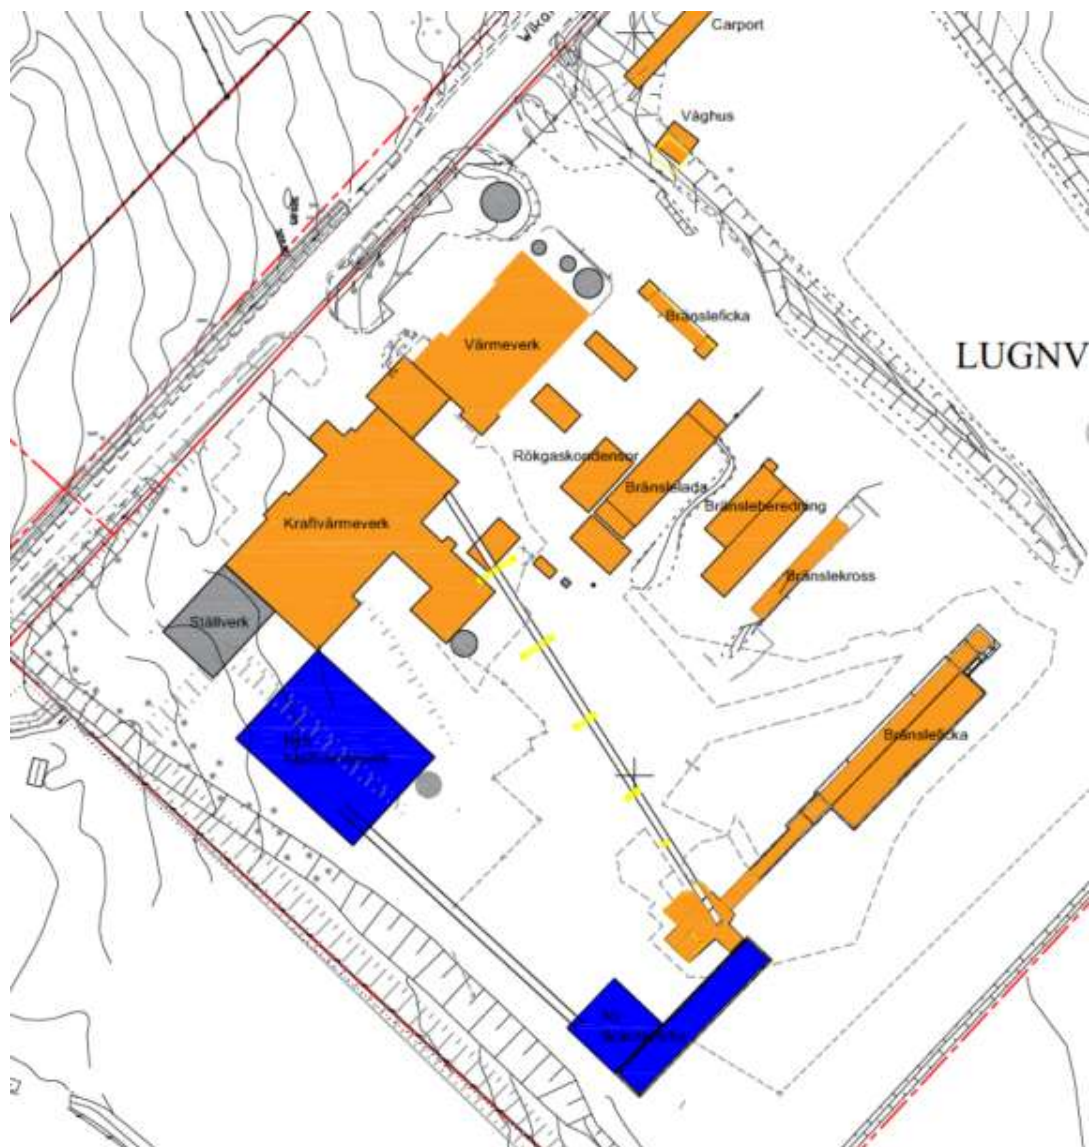 Carport
Våghus
Bränsleficka
Värmeverk
LUGNV
Rökgaskondensor
Bränslelada
Bränsleberedning
Kraftvärmeverk
Bränslekross
Ställverk
Bränsleficka